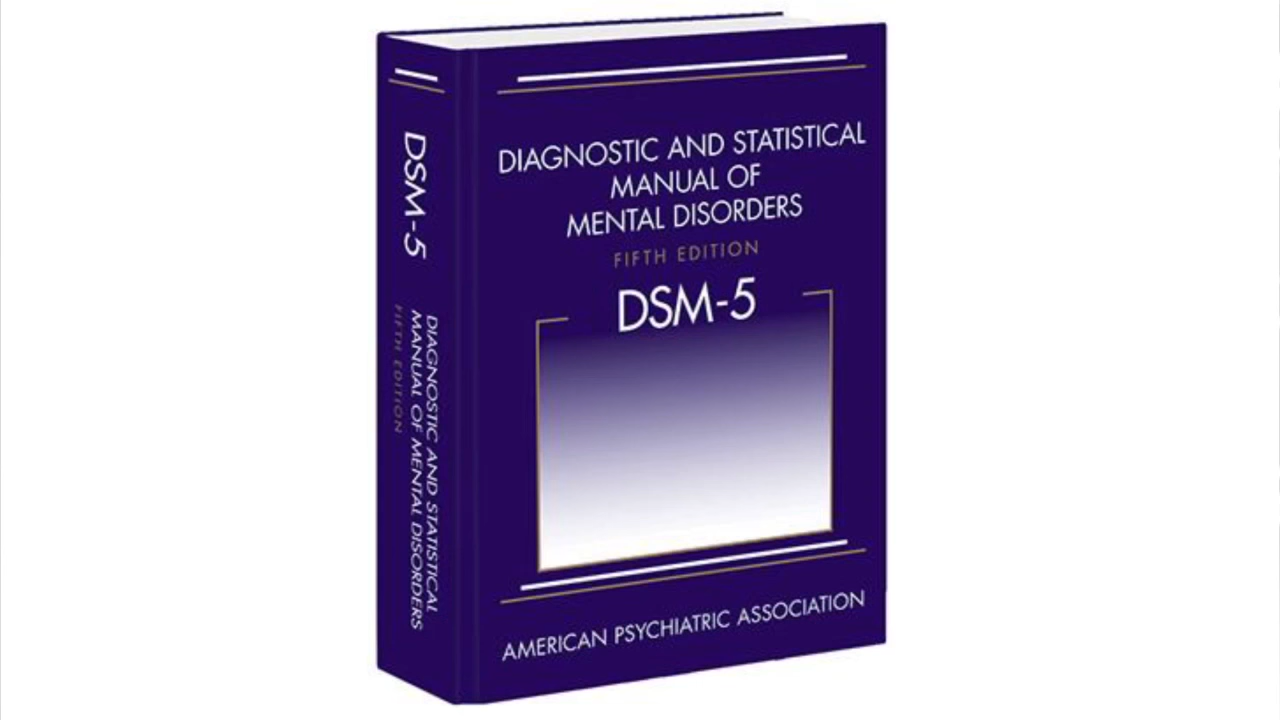 DSM-5
DIAGNOSTIC AND STATISTICAL
MANUAL OF MENTAL DISORDERS
FIFTH EDITION
DIAGNOSTIC AND STATISTICAL
MANUAL OF
MENTAL DISORDERS
FIFTH EDITION
DSM-5
AMERICAN PSYCHIATRIC ASSOCIATION